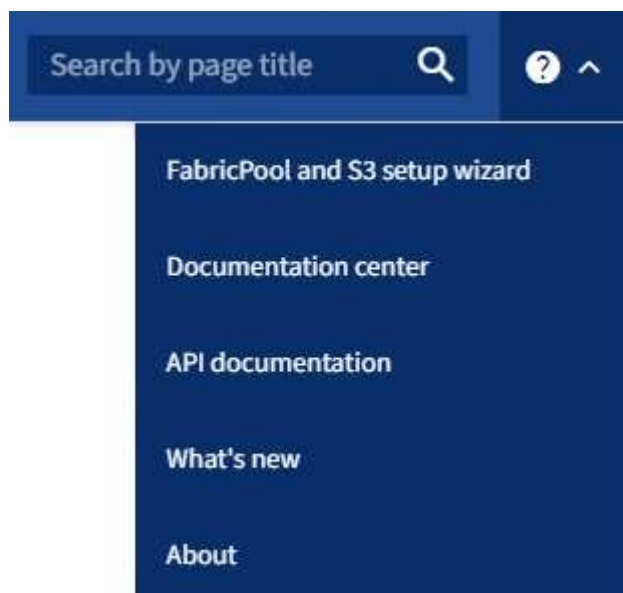 Search by page title
FabricPool and S3 setup wizard
Documentation center
API documentation
What's new
About